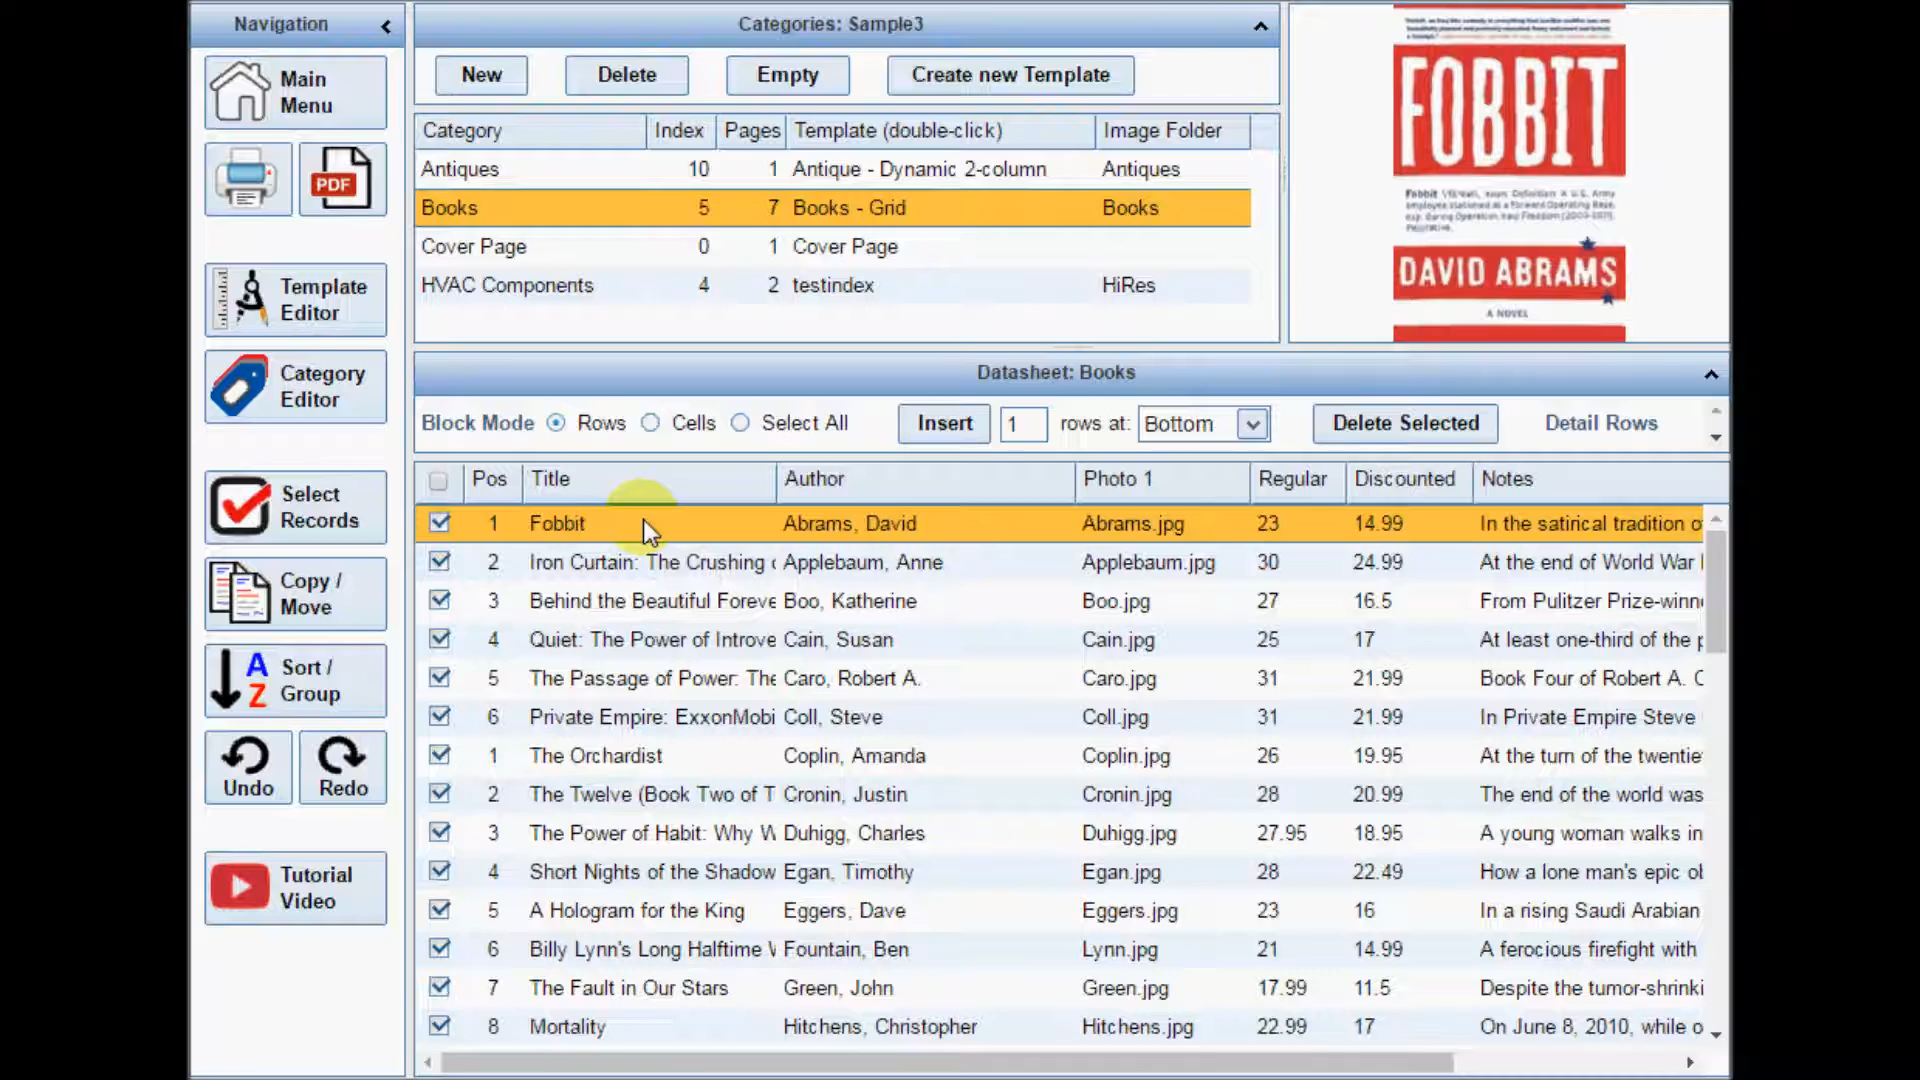 Navigation
Main
Menu
PDF
Template
Editor
Category
Editor
Select
Records
Copy /
Move
A
Z
Sort /
Group
Undo
Redo
Tutorial
Video
Categories: Sample3
New Delete Empty Create new Template
Category Index Pages Template (double-click) Image Folder
Antiques 10 1 Antique - Dynamic 2-column Antiques
Books 5 7 Books - Grid Books
Cover Page 0 1 Cover Page
HVAC Components 4 2 testindex HiRes
FOBBIT
DAVID ABRAMS
A NOVEL
Datasheet: Books
Block Mode Rows Cells Select All Insert 1 rows at: Bottom Delete Selected Detail Rows
Pos Title Author Photo 1 Regular Discounted Notes
1 Fobbit Abrams, David Abrams.jpg 23 14.99 In the satirical tradition o
2 Iron Curtain: The Crushing Applebaum, Anne Applebaum.jpg 30 24.99 At the end of World War
3 Behind the Beautiful Foreve Boo, Katherine Boo.jpg 27 16.5 From Pulitzer Prize-winn
4 Quiet: The Power of Introve Cain, Susan Cain.jpg 25 17 At least one-third of the p
5 The Passage of Power: The Caro, Robert A. Caro.jpg 31 21.99 Book Four of Robert A. C
6 Private Empire: ExxonMobi Coll, Steve Coll.jpg 31 21.99 In Private Empire Steve
1 The Orchardist Coplin, Amanda Coplin.jpg 26 19.95 At the turn of the twentie
2 The Twelve (Book Two of T Cronin, Justin Cronin.jpg 28 20.99 The end of the world was
3 The Power of Habit: Why W Duhigg, Charles Duhigg.jpg 27.95 18.95 A young woman walks in
4 Short Nights of the Shadow Egan, Timothy Egan.jpg 28 22.49 How a lone man's epic o
5 A Hologram for the King Eggers, Dave Eggers.jpg 23 16 In a rising Saudi Arabian
6 Billy Lynn's Long Halftime Fountain, Ben Lynn.jpg 21 14.99 A ferocious firefight with
7 The Fault in Our Stars Green, John Green.jpg 17.99 11.5 Despite the tumor-shrinki
8 Mortality Hitchens, Christopher Hitchens.jpg 22.99 17 On June 8, 2010, while o